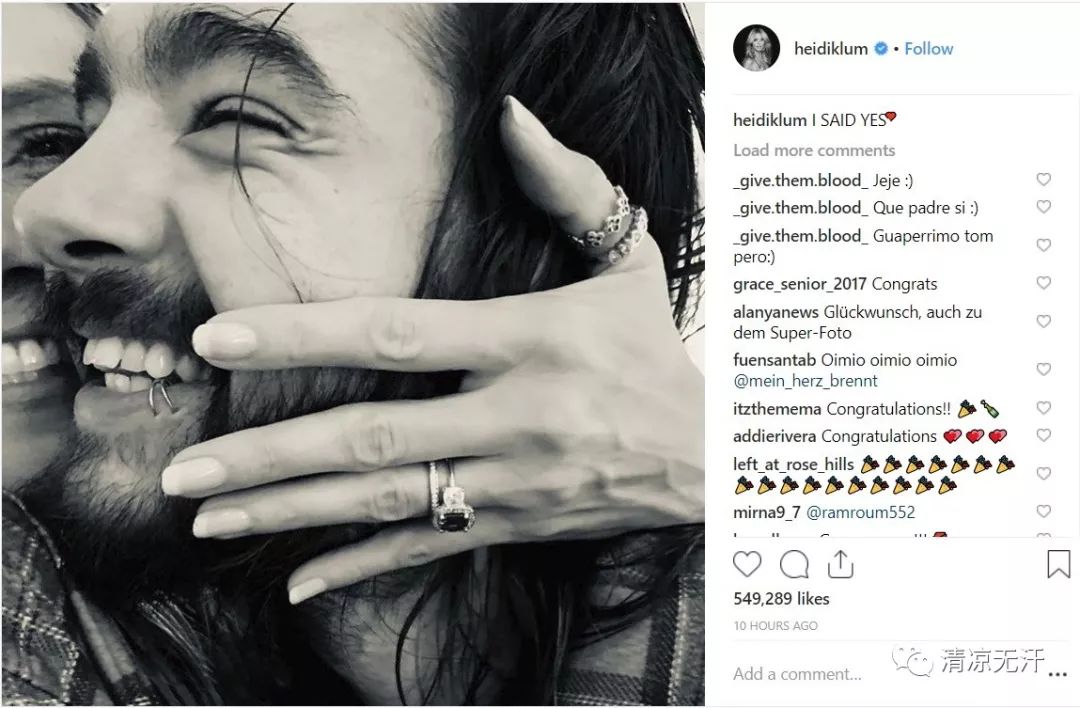 heidiklum • Follow
heidiklum I SAID YES❤
Load more comments
_give.them.blood_ Jeje :)
_give.them.blood_ Que padre si :)
_give.them.blood_ Guaperrimo tom
pero:)
grace_senior_2017 Congrats
alanyanews Glückwunsch, auch zu
dem Super-Foto
fuensantab Oimio oimio oimio
@mein_herz_brennt
itzthemema Congratulations!! 🎉🍾
addierivera Congratulations 💕💕💕
left_at_rose_hills 🎉🎉🎉🎉🎉🎉🎉
🎉🎉🎉🎉🎉🎉🎉🎉🎉🎉
mirna9_7 @ramroum552
549,289 likes
10 HOURS AGO
Add a comment...
清凉无汗